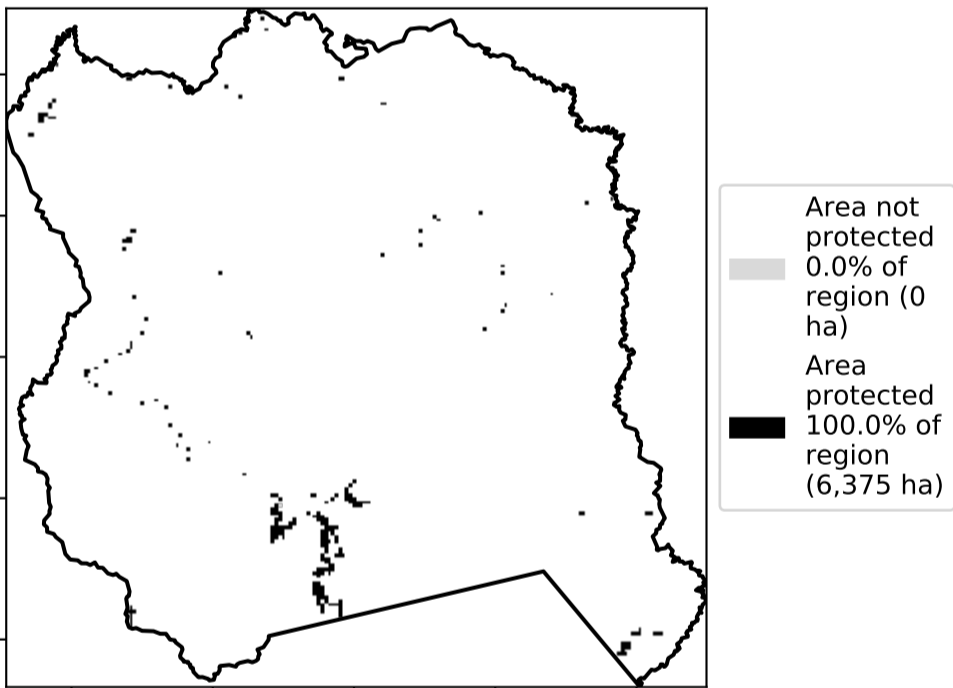 Area not
protected
0.0% of
region (0
ha)
Area
protected
100.0% of
region
(6,375 ha)